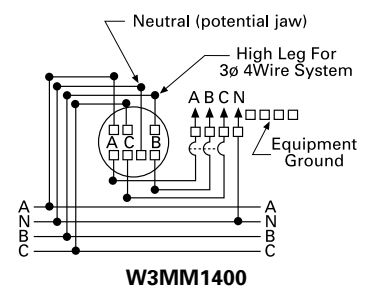 Neutral (potential jaw)
High Leg For
3ø 4Wire System
A B C N
A C B
Equipment
Ground
A A
N N
B B
C C
W3MM1400